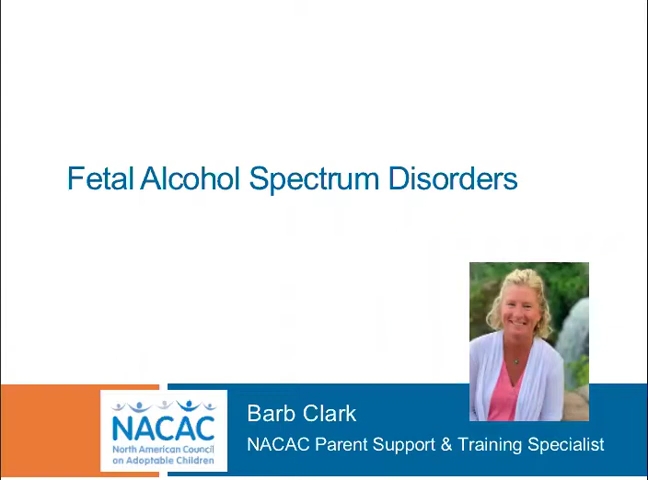 Fetal Alcohol Spectrum Disorders
NACAC
North American Council
on Adoptable Children
Barb Clark
NACAC Parent Support & Training Specialist